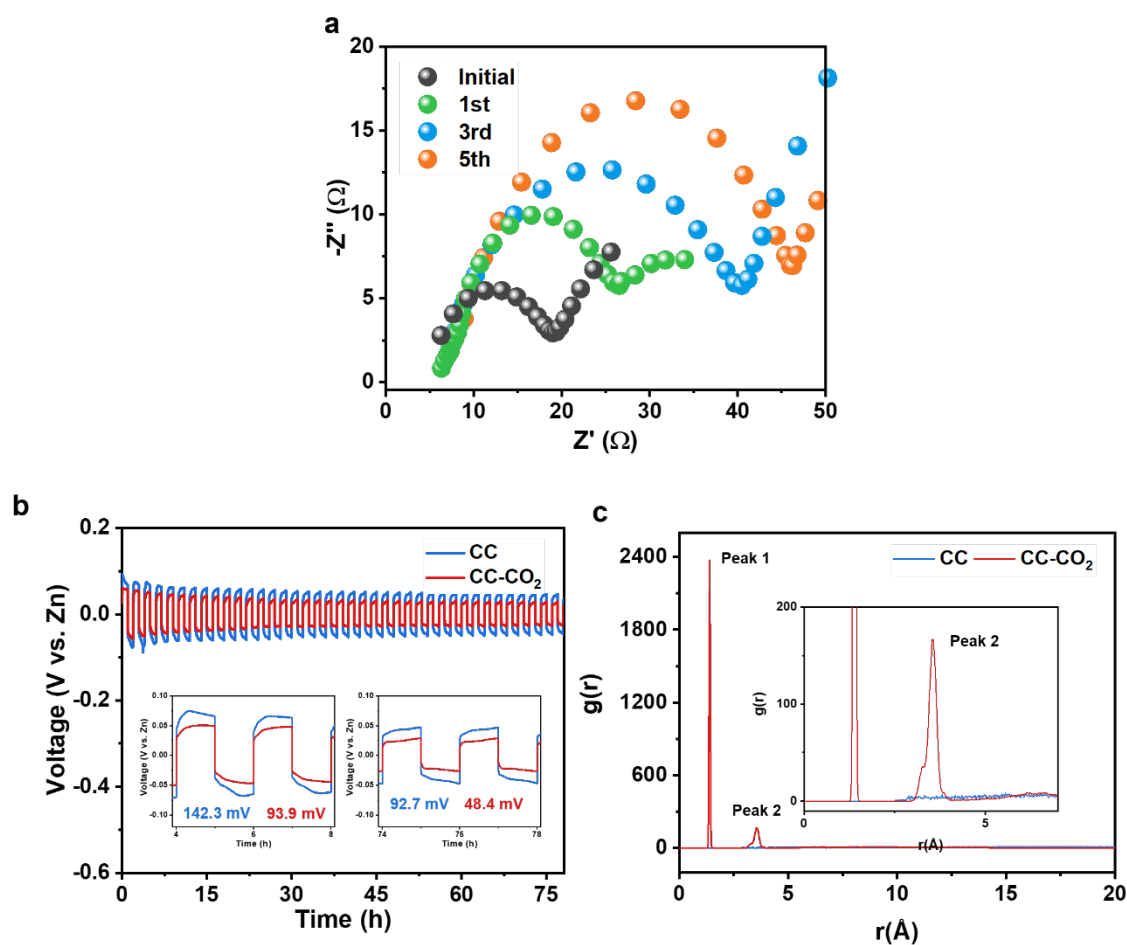 a
20
15
10
5
0
-Z'' (Ω)
Initial
1st
3rd
5th
0 10 20 30 40 50
Z' (Ω)
b
0.2
0.0
-0.2
-0.4
-0.6
Voltage (V vs. Zn)
CC
CC-CO₂
0.10
0.05
0.00
-0.05
-0.10
Voltage (V vs. Zn)
142.3 mV 93.9 mV
4 6 8
Time (h)
0.10
0.05
0.00
-0.05
-0.10
Voltage (V vs. Zn)
92.7 mV 48.4 mV
74 76 78
Time (h)
0 15 30 45 60 75
Time (h)
c
2400
1800
1200
600
0
g(r)
Peak 1
CC CC-CO₂
Peak 2
200
100
0
g(r)
Peak 2
5
r(Å)
0 5 10 15 20
r(Å)